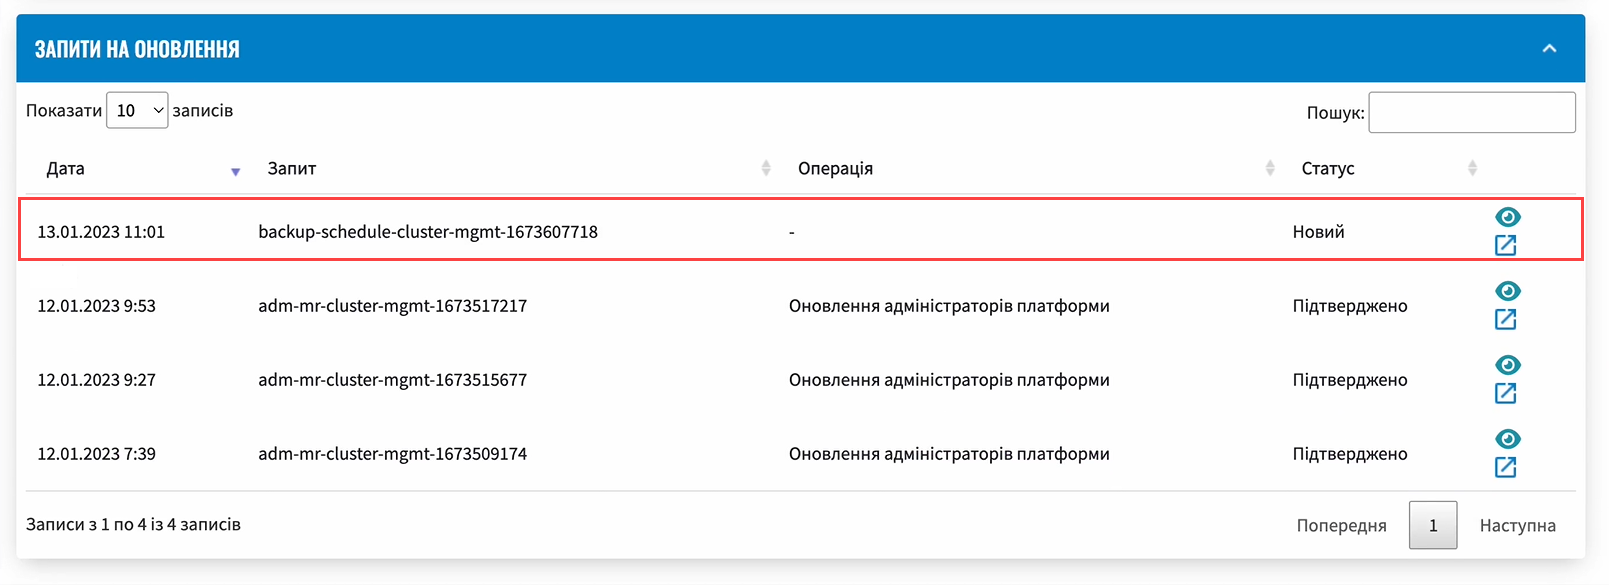 ЗАПИТИ НА ОНОВЛЕННЯ
Показати 10 записів
Пошук:
Дата Запит Операція Статус
13.01.2023 11:01 backup-schedule-cluster-mgmt-1673607718 - Новий
12.01.2023 9:53 adm-mr-cluster-mgmt-1673517217 Оновлення адміністраторів платформи Підтверджено
12.01.2023 9:27 adm-mr-cluster-mgmt-1673515677 Оновлення адміністраторів платформи Підтверджено
12.01.2023 7:39 adm-mr-cluster-mgmt-1673509174 Оновлення адміністраторів платформи Підтверджено
Записи з 1 по 4 із 4 записів
Попередня 1 Наступна